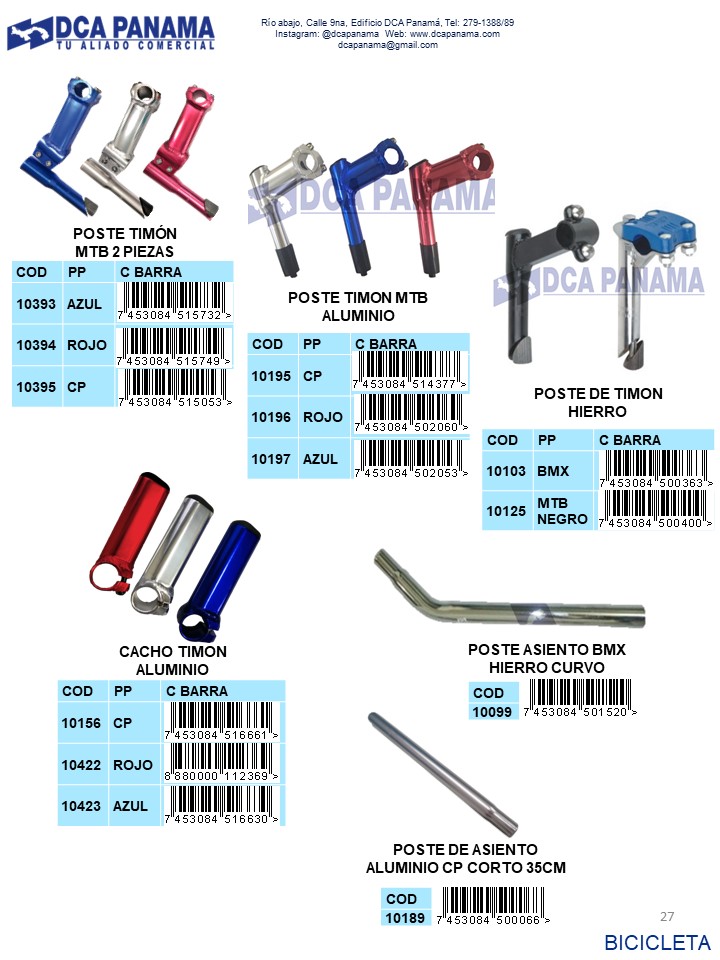 DCA PANAMA
TU ALIADO COMERCIAL
Río abajo, Calle 9na, Edificio DCA Panamá, Tel: 279-1388/89
Instagram: @dcapanama Web: www.dcapanama.com
dcapanama@gmail.com
POSTE TIMÓN
MTB 2 PIEZAS
COD PP C BARRA
10393 AZUL 7 453084 515732 >
10394 ROJO 7 453084 515749 >
10395 CP 7 453084 515053 >
DCA PANAMA
POSTE TIMON MTB
ALUMINIO
COD PP C BARRA
10195 CP 7 453084 514377 >
10196 ROJO 7 453084 502060 >
10197 AZUL 7 453084 502053 >
DCA PANAMA
POSTE DE TIMON
HIERRO
COD PP C BARRA
10103 BMX 7 453084 500363 >
10125 MTB
NEGRO 7 453084 500400 >
CACHO TIMON
ALUMINIO
COD PP C BARRA
10156 CP 7 453084 516661 >
10422 ROJO 8 880000 112369 >
10423 AZUL 7 453084 516630 >
POSTE ASIENTO BMX
HIERRO CURVO
COD
10099 7 453084 501520 >
POSTE DE ASIENTO
ALUMINIO CP CORTO 35CM
COD
10189 7 453084 500066 >
27
BICICLETA